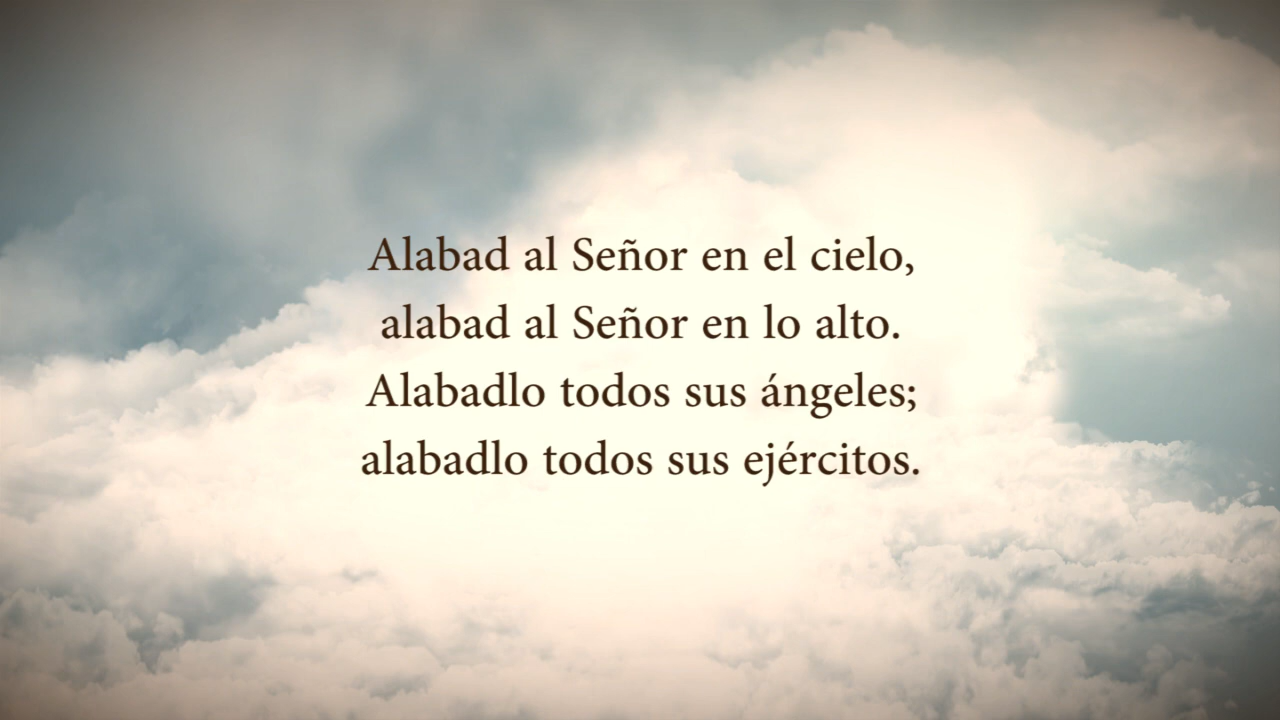 Alabad al Señor en el cielo,
alabad al Señor en lo alto.
Alabadlo todos sus ángeles;
alabadlo todos sus ejércitos.